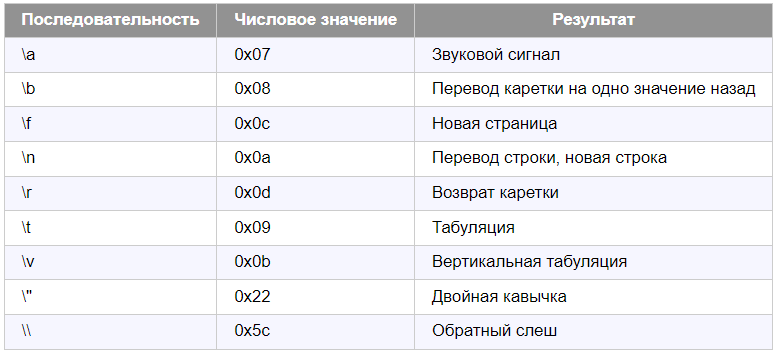 Последовательность Числовое значение Результат
\a 0x07 Звуковой сигнал
\b 0x08 Перевод каретки на одно значение назад
\f 0x0c Новая страница
\n 0x0a Перевод строки, новая строка
\r 0x0d Возврат каретки
\t 0x09 Табуляция
\v 0x0b Вертикальная табуляция
\" 0x22 Двойная кавычка
\\ 0x5c Обратный слеш